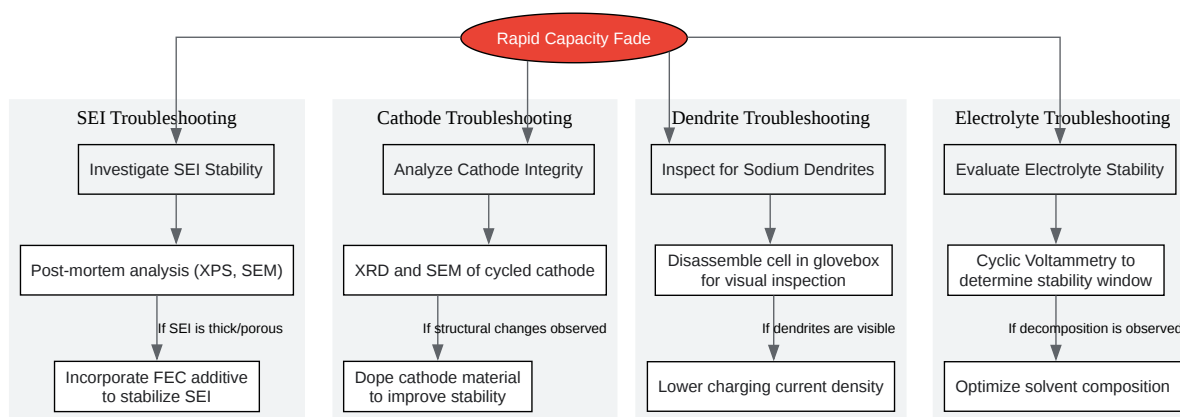 Rapid Capacity Fade
SEI Troubleshooting
Investigate SEI Stability
Post-mortem analysis (XPS, SEM)
If SEI is thick/porous
Incorporate FEC additive
to stabilize SEI
Cathode Troubleshooting
Analyze Cathode Integrity
XRD and SEM of cycled cathode
If structural changes observed
Dope cathode material
to improve stability
Dendrite Troubleshooting
Inspect for Sodium Dendrites
Disassemble cell in glovebox
for visual inspection
If dendrites are visible
Lower charging current density
Electrolyte Troubleshooting
Evaluate Electrolyte Stability
Cyclic Voltammetry to
determine stability window
If decomposition is observed
Optimize solvent composition